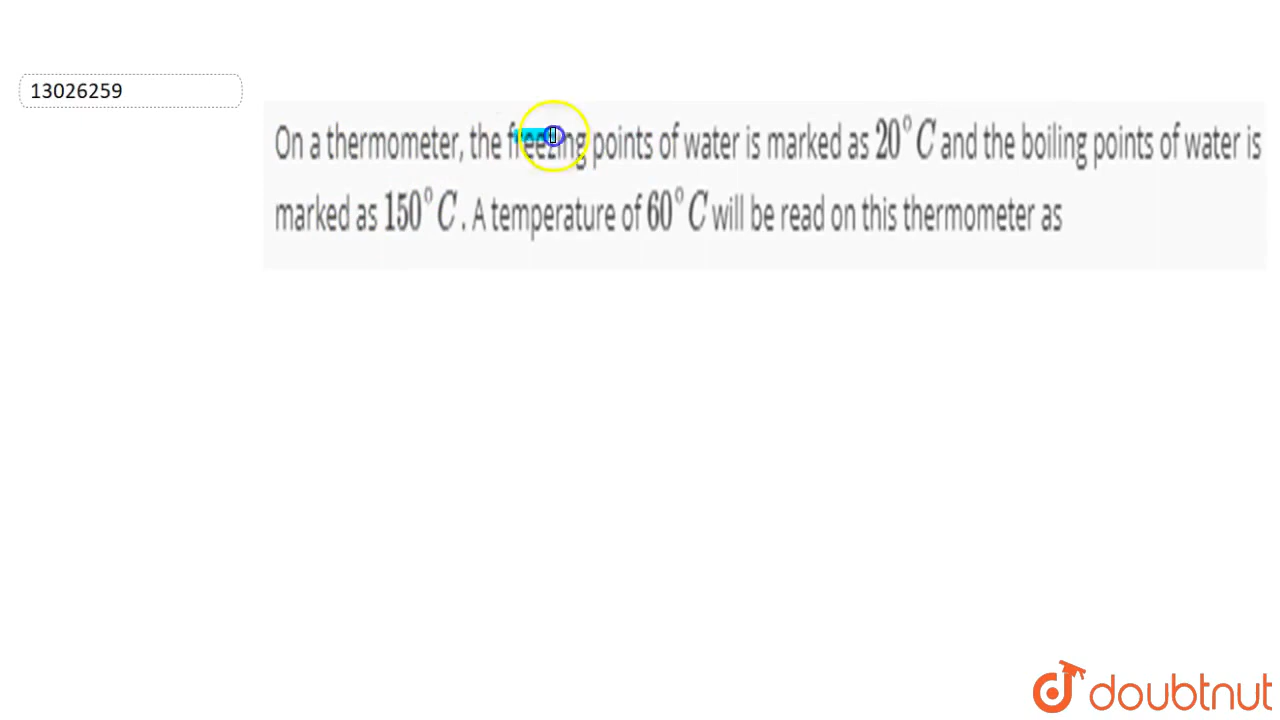 13026259
On a thermometer, the freezing points of water is marked as 20° C and the boiling points of water is
marked as 150° C . A temperature of 60° C will be read on this thermometer as
doubtnut